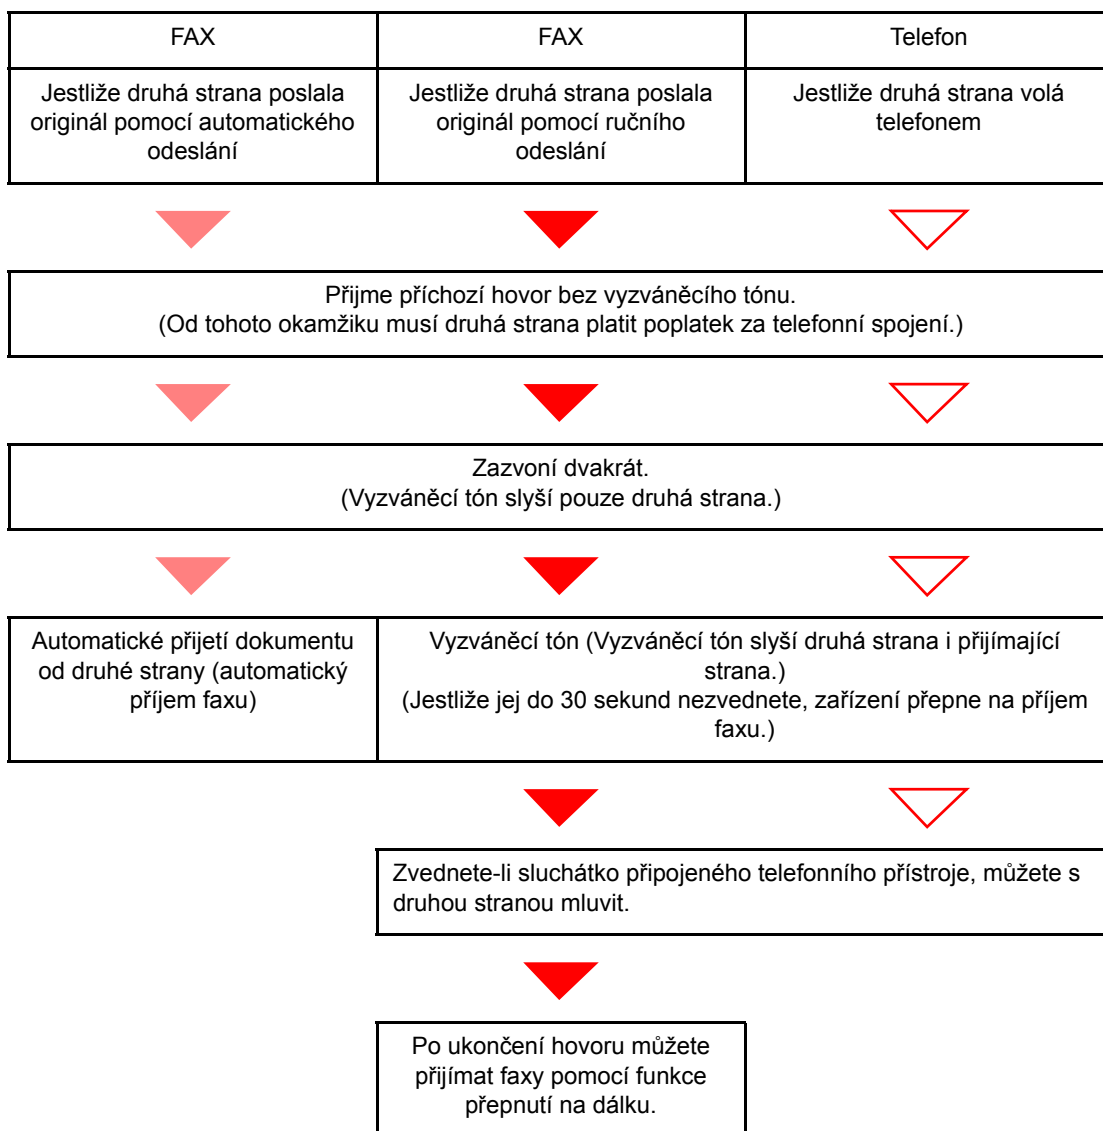 FAX
FAX
Telefon
Jestliže druhá strana poslala
originál pomocí automatického
odeslání
Jestliže druhá strana poslala
originál pomocí ručního
odeslání
Jestliže druhá strana volá
telefonem
Přijme příchozí hovor bez vyzváněcího tónu.
(Od tohoto okamžiku musí druhá strana platit poplatek za telefonní spojení.)
Zazvoní dvakrát.
(Vyzváněcí tón slyší pouze druhá strana.)
Automatické přijetí dokumentu
od druhé strany (automatický
příjem faxu)
Vyzváněcí tón (Vyzváněcí tón slyší druhá strana i přijímající
strana.)
(Jestliže jej do 30 sekund nezvednete, zařízení přepne na příjem
faxu.)
Zvednete-li sluchátko připojeného telefonního přístroje, můžete s
druhou stranou mluvit.
Po ukončení hovoru můžete
přijímat faxy pomocí funkce
přepnutí na dálku.